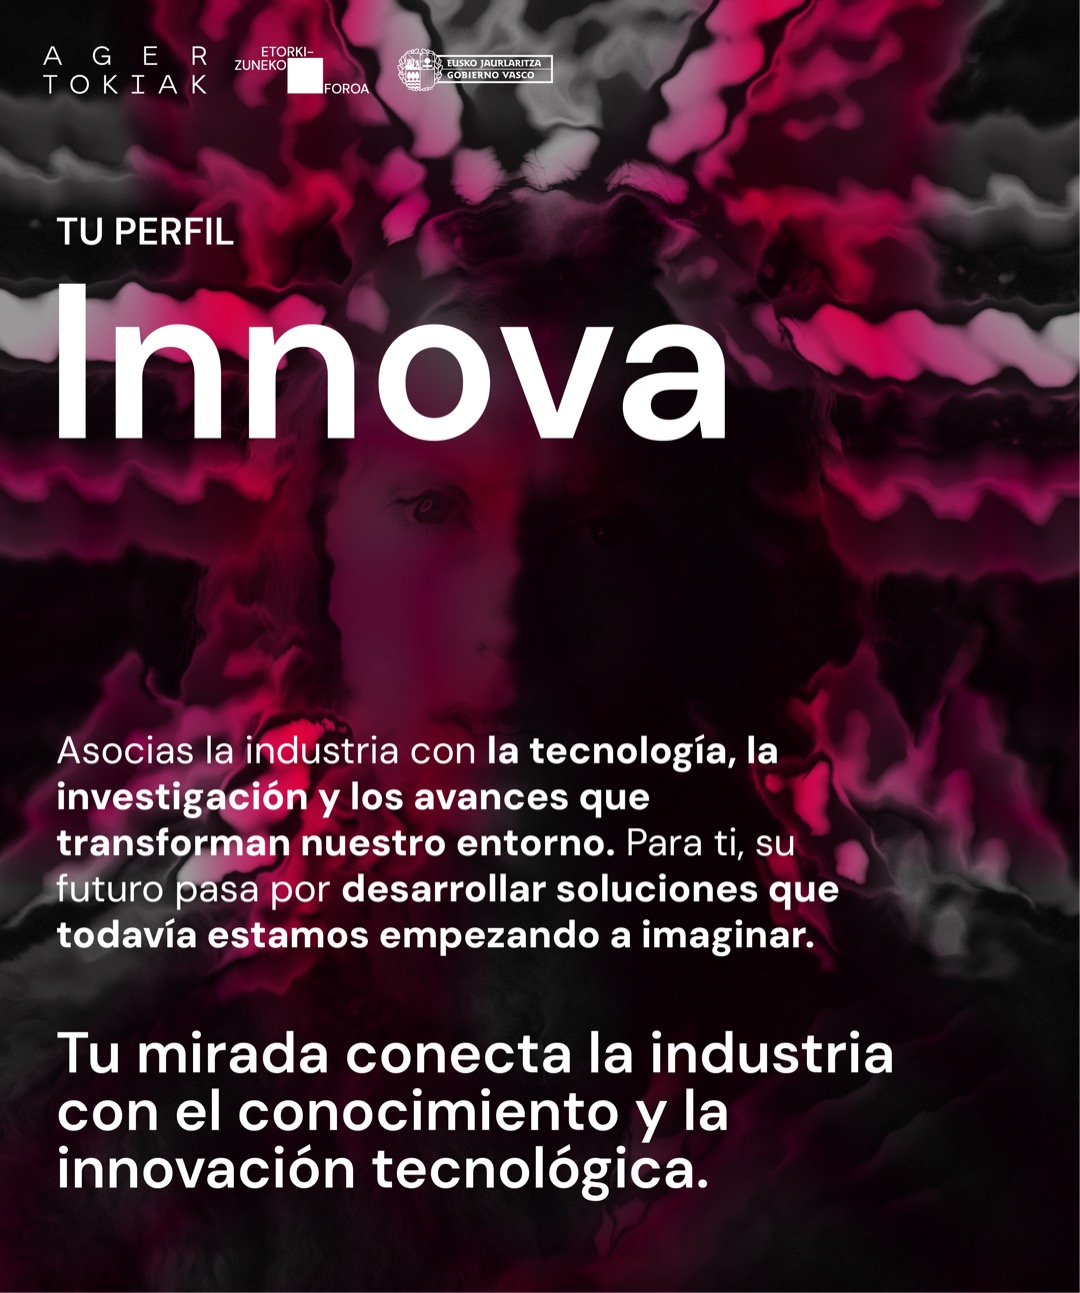 AGER
TOKIAK
ETORKI-
ZUNEKO
FOROA
EUSKO JAURLARITZA
GOBIERNO VASCO
TU PERFIL
Innova
Asocias la industria con la tecnología, la
investigación y los avances que
transforman nuestro entorno. Para ti, su
futuro pasa por desarrollar soluciones que
todavía estamos empezando a imaginar.
Tu mirada conecta la industria
con el conocimiento y la
innovación tecnológica.